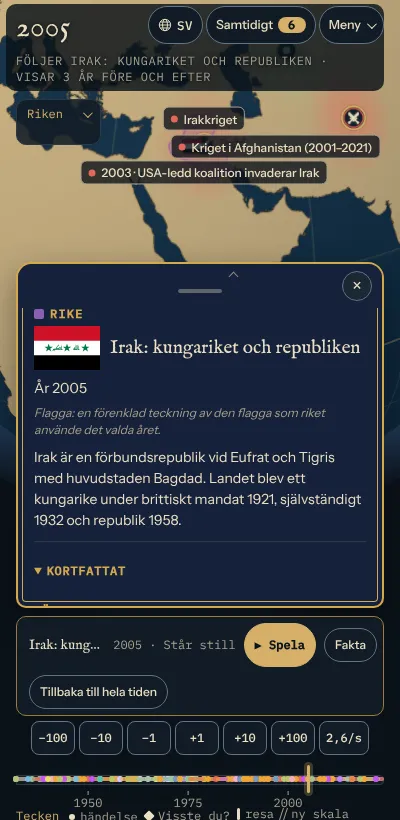 2005
SV
Samtidigt 6
Meny
FÖLJER IRAK: KUNGARIKET OCH REPUBLIKEN ·
VISAR 3 ÅR FÖRE OCH EFTER
Riken
Irakkriget
Kriget i Afghanistan (2001–2021)
2003 · USA-ledd koalition invaderar Irak
RIKE
Irak: kungariket och republiken
År 2005
Flagga: en förenklad teckning av den flagga som riket
använde det valda året.
Irak är en förbundsrepublik vid Eufrat och Tigris
med huvudstaden Bagdad. Landet blev ett
kungarike under brittiskt mandat 1921, självständigt
1932 och republik 1958.
▼ KORTFATTAT
Irak: kung...
2005 · Står still
▶ Spela
Fakta
Tillbaka till hela tiden
−100
−10
−1
+1
+10
+100
2,6/s
1950
1975
2000
Tecken
händelse
Visste du?
resa
ny skala